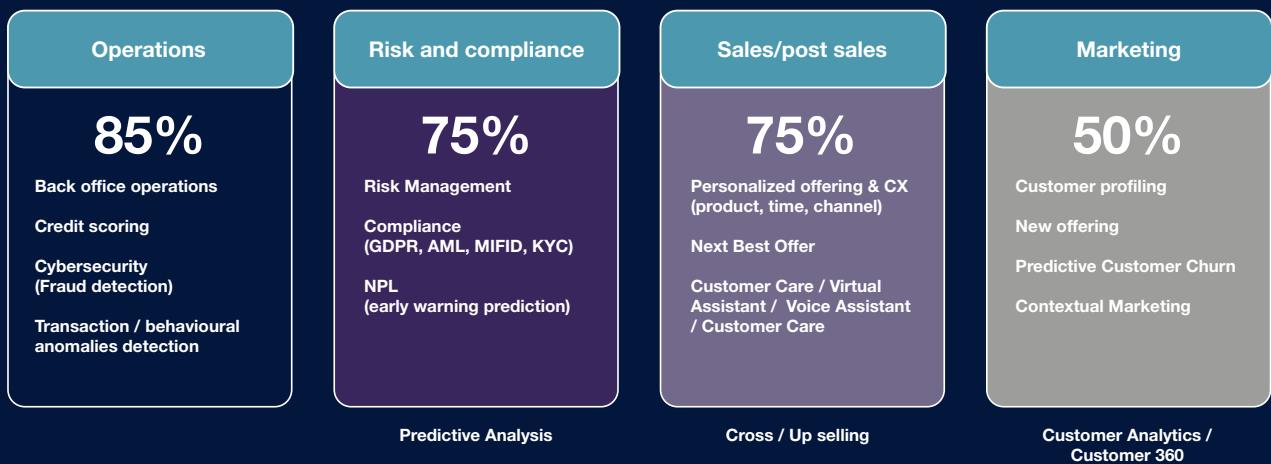 Operations
85%
Back office operations
Credit scoring
Cybersecurity
(Fraud detection)
Transaction / behavioural
anomalies detection
Risk and compliance
75%
Risk Management
Compliance
(GDPR, AML, MIFID, KYC)
NPL
(early warning prediction)
Predictive Analysis
Sales/post sales
75%
Personalized offering & CX
(product, time, channel)
Next Best Offer
Customer Care / Virtual
Assistant / Voice Assistant
/ Customer Care
Cross / Up selling
Marketing
50%
Customer profiling
New offering
Predictive Customer Churn
Contextual Marketing
Customer Analytics /
Customer 360